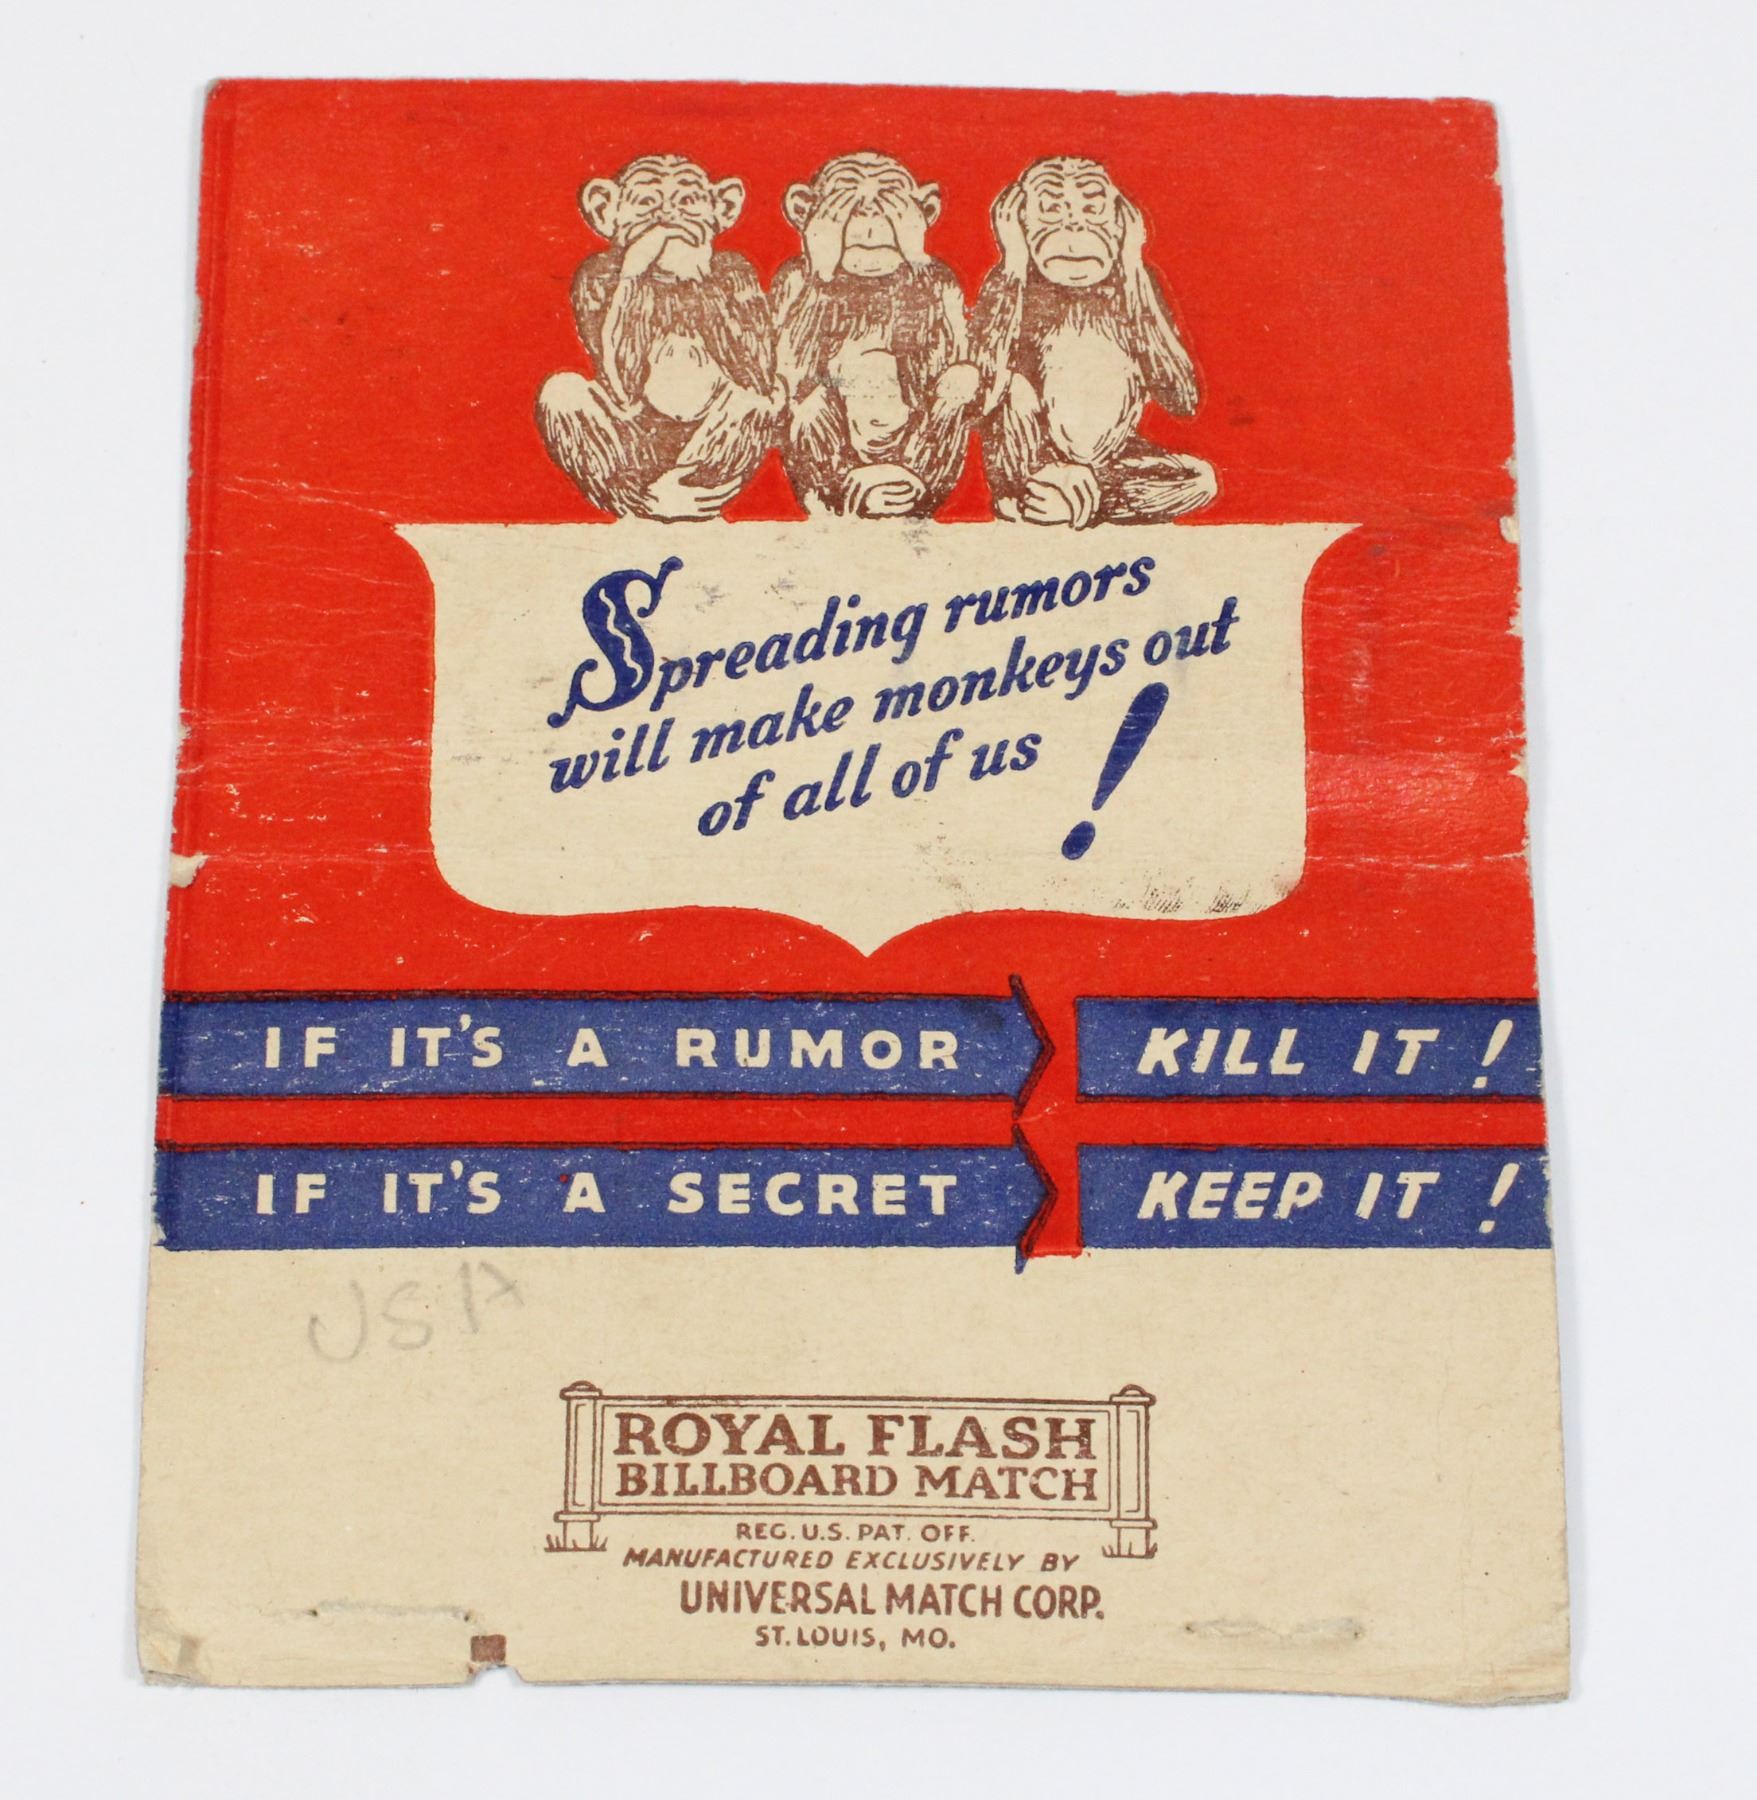 Spreading rumors
will make monkeys out
of all of us !
IF IT'S A RUMOR KILL IT !
IF IT'S A SECRET KEEP IT !
USA
ROYAL FLASH
BILLBOARD MATCH
REG. U.S. PAT. OFF.
MANUFACTURED EXCLUSIVELY BY
UNIVERSAL MATCH CORP.
ST. LOUIS, MO.